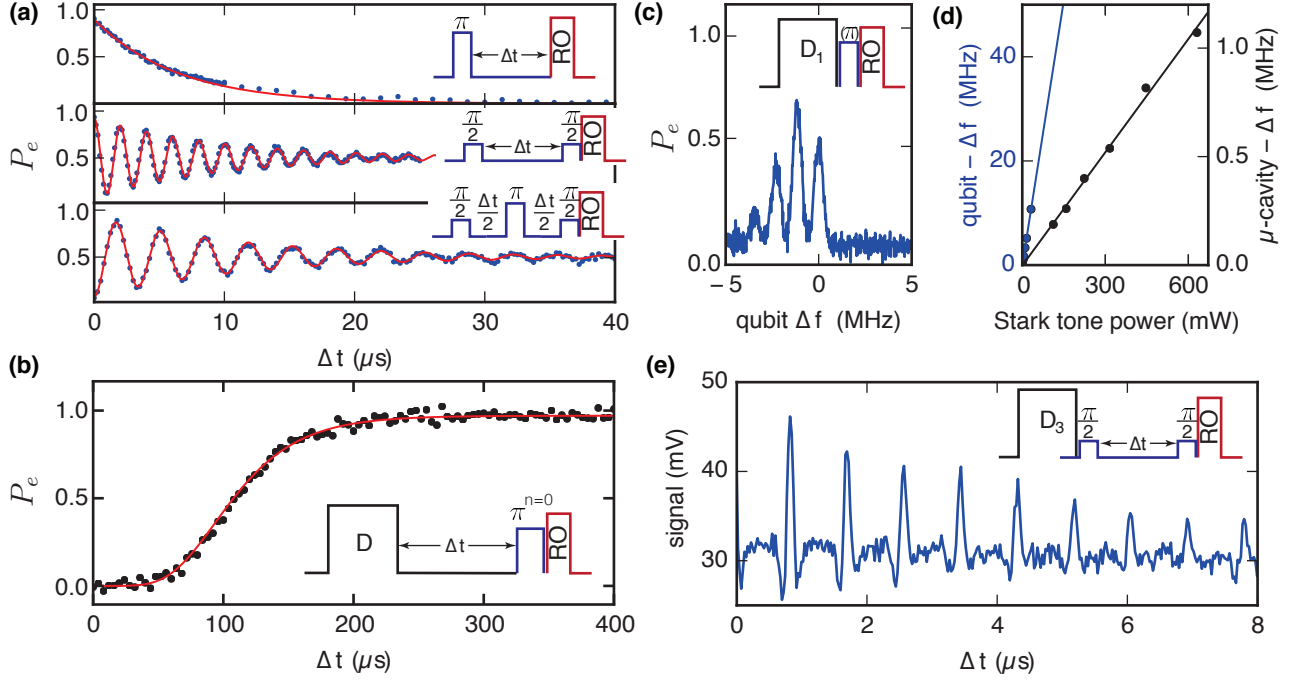 (a)
1.0
0.5
π
Δt
RO
1.0
0.5
π/2
Δt
π/2
RO
1.0
0.5
π/2
Δt/2
π
Δt/2
π/2
RO
P_e
0 10 20 30 40
Δt (μs)
(b)
P_e
1.0
0.5
0.0
D
Δt
π^{n=0}
RO
0 100 200 300 400
Δt (μs)
(c)
P_e
1.0
0.5
0.0
D_1
(π)
RO
−5 0 5
qubit Δf (MHz)
(d)
qubit – Δf (MHz)
40
20
0
1.0
0.5
0.0
μ-cavity – Δf (MHz)
0 300 600
Stark tone power (mW)
(e)
signal (mV)
50
40
30
D_3
π/2
Δt
π/2
RO
0 2 4 6 8
Δt (μs)